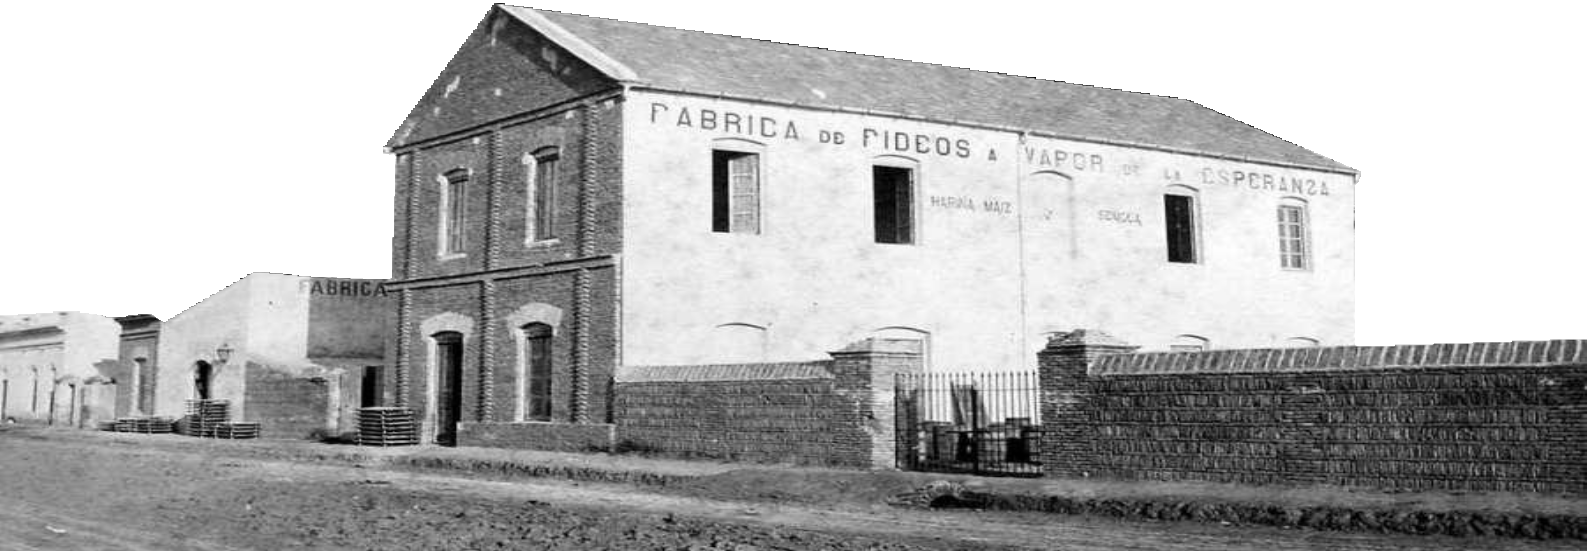 FABRICA DE FIDEOS A VAPOR DE LA ESPERANZA
HARINA MAIZ Y SEMOLA
FABRICA